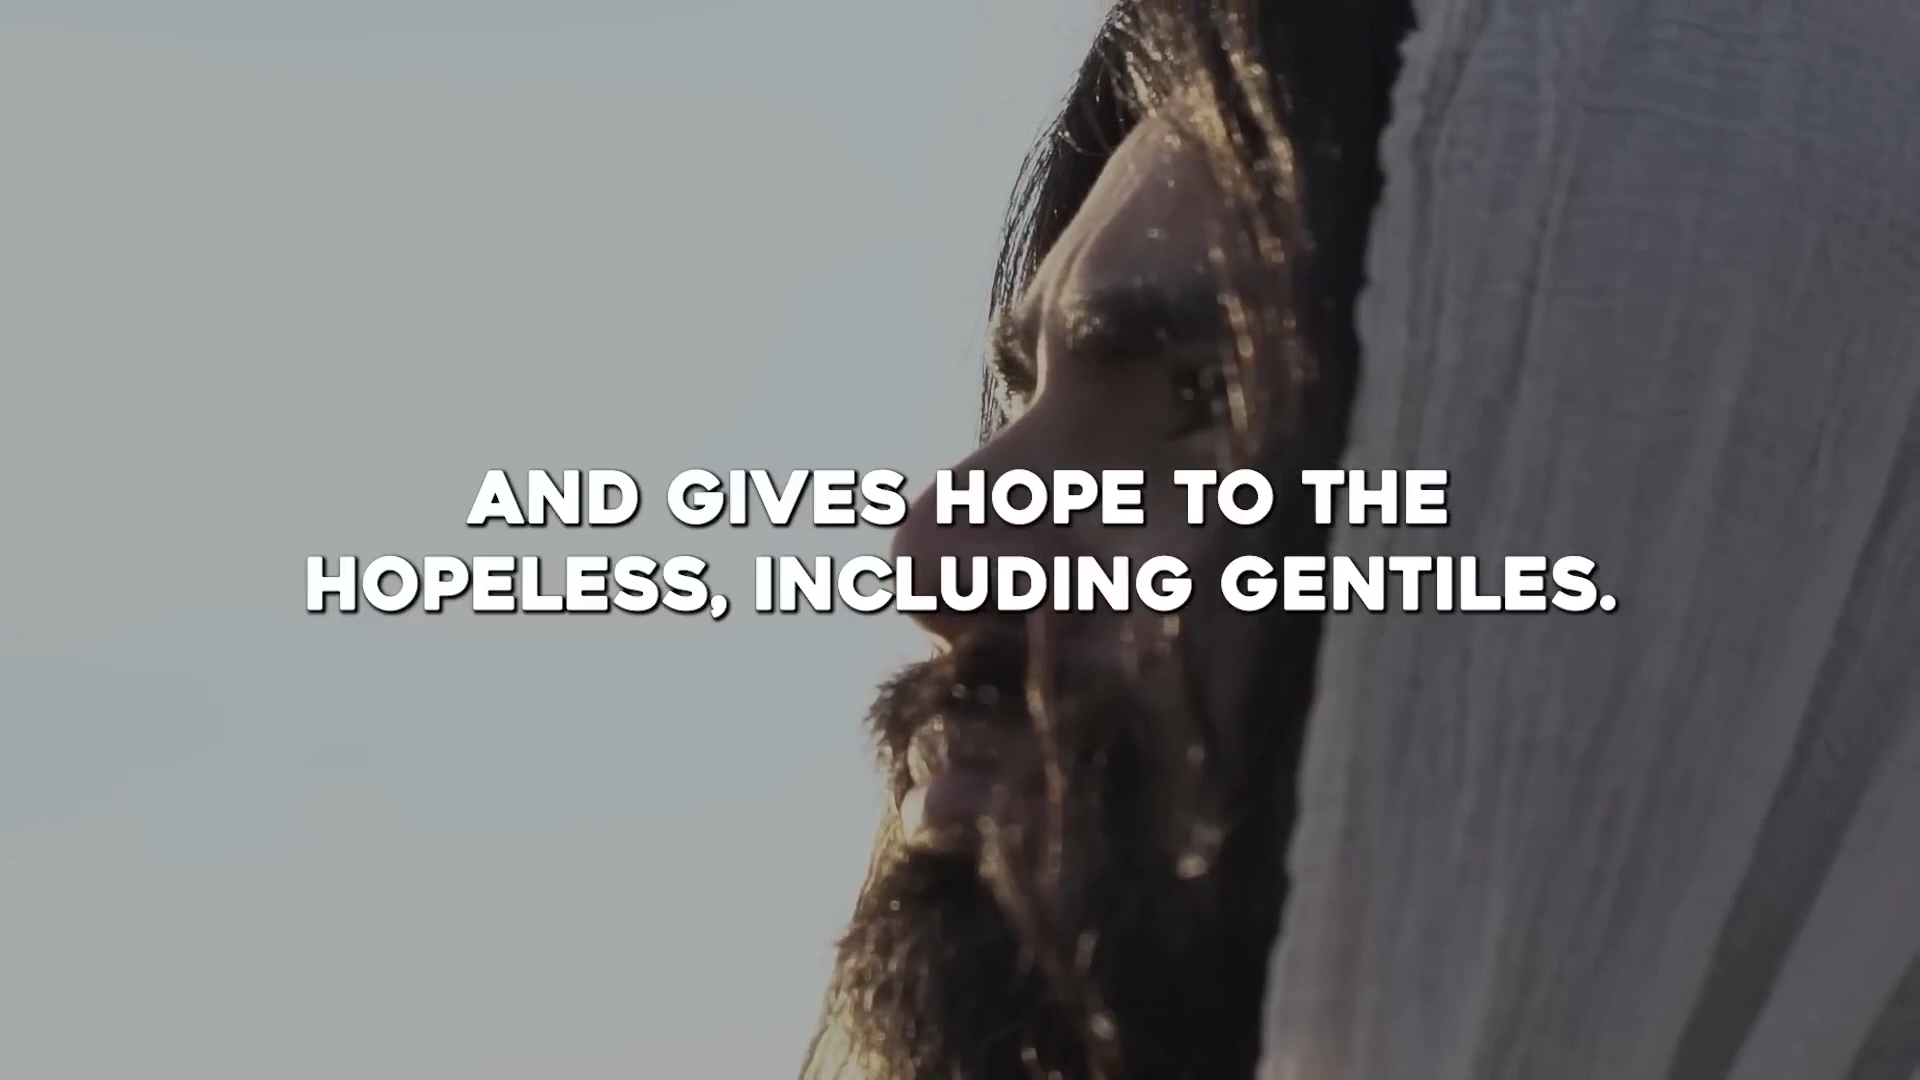 AND GIVES HOPE TO THE
HOPELESS, INCLUDING GENTILES.